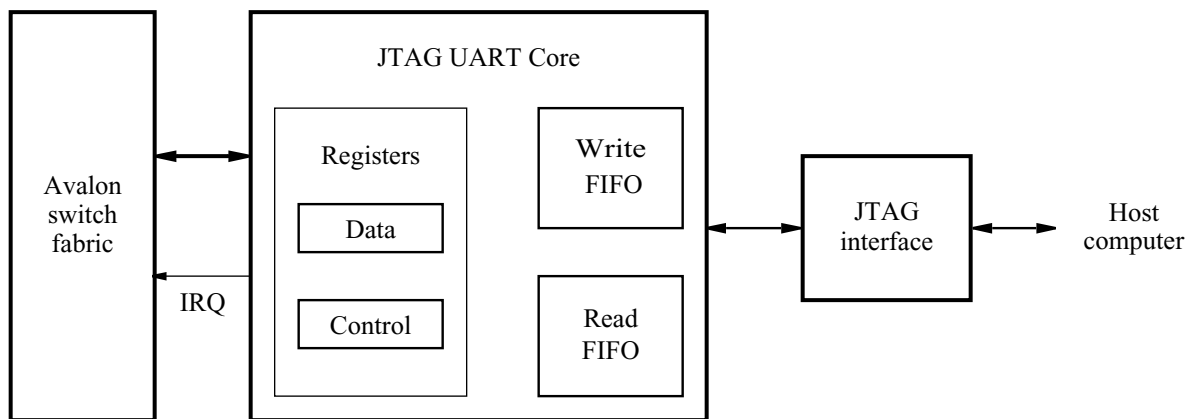 JTAG UART Core
Avalon
switch
fabric
IRQ
Registers
Data
Control
Write
FIFO
Read
FIFO
JTAG
interface
Host
computer